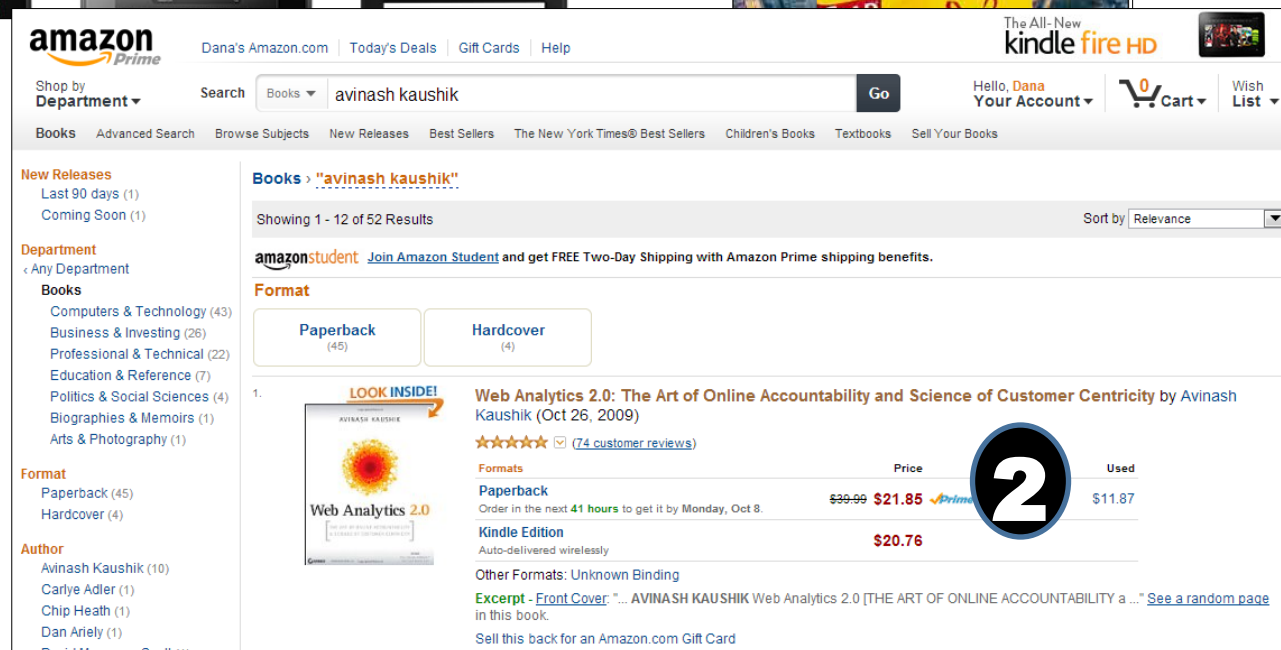 amazon
Prime
Dana's Amazon.com | Today's Deals | Gift Cards | Help
The All-New
kindle fire HD
Shop by
Department
Search Books avinash kaushik Go
Hello, Dana
Your Account
0
Cart
Wish
List
Books Advanced Search Browse Subjects New Releases Best Sellers The New York Times® Best Sellers Children's Books Textbooks Sell Your Books
New Releases
Last 90 days (1)
Coming Soon (1)
Department
‹ Any Department
Books
Computers & Technology (43)
Business & Investing (26)
Professional & Technical (22)
Education & Reference (7)
Politics & Social Sciences (4)
Biographies & Memoirs (1)
Arts & Photography (1)
Format
Paperback (45)
Hardcover (4)
Author
Avinash Kaushik (10)
Carlye Adler (1)
Chip Heath (1)
Dan Ariely (1)
Books › "avinash kaushik"
Showing 1 - 12 of 52 Results
Sort by Relevance
amazonstudent Join Amazon Student and get FREE Two-Day Shipping with Amazon Prime shipping benefits.
Format
Paperback
(45)
Hardcover
(4)
1.
LOOK INSIDE!
AVINASH KAUSHIK
Web Analytics 2.0
THE ART OF ONLINE ACCOUNTABILITY
& SCIENCE OF CUSTOMER CENTRICITY
Web Analytics 2.0: The Art of Online Accountability and Science of Customer Centricity by Avinash
Kaushik (Oct 26, 2009)
(74 customer reviews)
Formats Price Used
Paperback $39.99 $21.85 Prime $11.87
Order in the next 41 hours to get it by Monday, Oct 8.
2
Kindle Edition $20.76
Auto-delivered wirelessly
Other Formats: Unknown Binding
Excerpt - Front Cover: "... AVINASH KAUSHIK Web Analytics 2.0 [THE ART OF ONLINE ACCOUNTABILITY a ..." See a random page
in this book.
Sell this back for an Amazon.com Gift Card